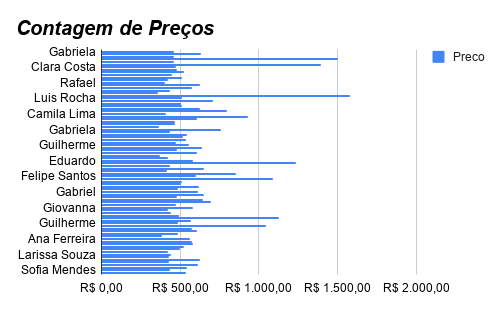 Contagem de Preços
Preco
Gabriela
Clara Costa
Rafael
Luis Rocha
Camila Lima
Gabriela
Guilherme
Eduardo
Felipe Santos
Gabriel
Giovanna
Guilherme
Ana Ferreira
Larissa Souza
Sofia Mendes
R$ 0,00 R$ 500,00 R$ 1.000,00 R$ 1.500,00 R$ 2.000,00